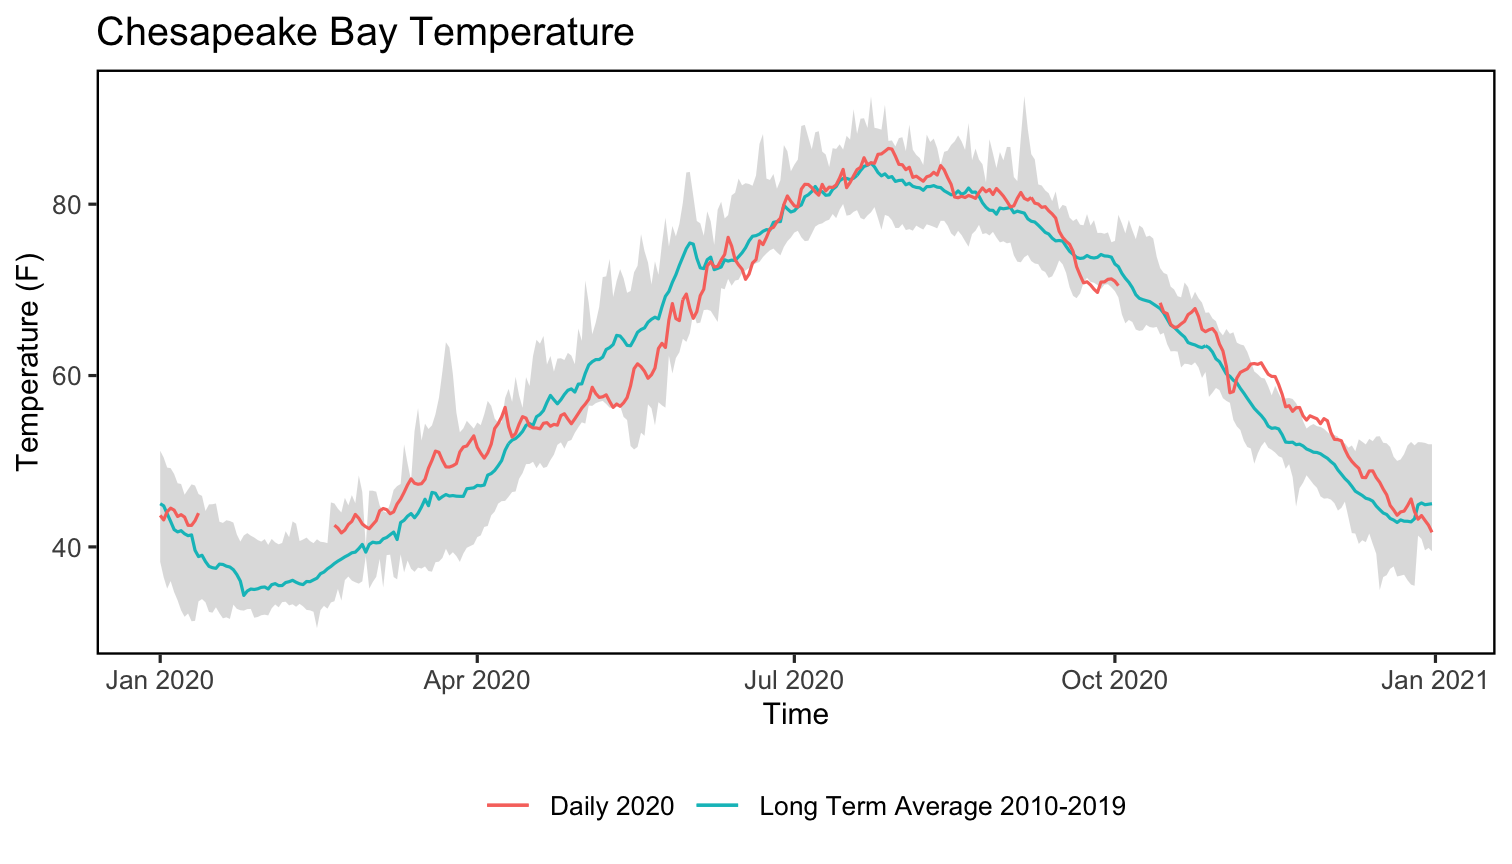 Chesapeake Bay Temperature
Temperature (F)
80
60
40
Jan 2020 Apr 2020 Jul 2020 Oct 2020 Jan 2021
Time
Daily 2020 Long Term Average 2010-2019